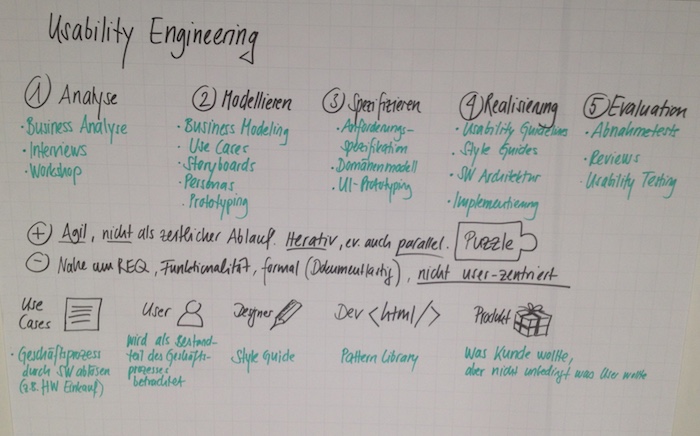 Usability Engineering
① Analyse
• Business Analyse
• Interviews
• Workshop
② Modellieren
• Business Modeling
• Use Cases
• Storyboards
• Personas
• Prototyping
③ Spezifizieren
• Anforderungs-
spezifikation
• Domänenmodell
• UI-Prototyping
④ Realisierung
• Usability Guidelines
• Style Guides
• SW Architektur
• Implementierung
⑤ Evaluation
• Abnahmetests
• Reviews
• Usability Testing
⊕ Agil, nicht als zeitlicher Ablauf. Iterativ, ev. auch parallel. Puzzle
⊖ Nahe am REQ, Funktionalität, formal (Dokumentlastig), nicht user-zentriert
Use
Cases
• Geschäftsprozess
durch SW ablösen
(z.B. HW Einkauf)
User
wird als Bestand-
teil des Geschäfts-
prozesses
betrachtet
Designer
Style Guide
Dev <html/>
Pattern Library
Produkt
Was Kunde wollte,
aber nicht unbedingt was User wollte